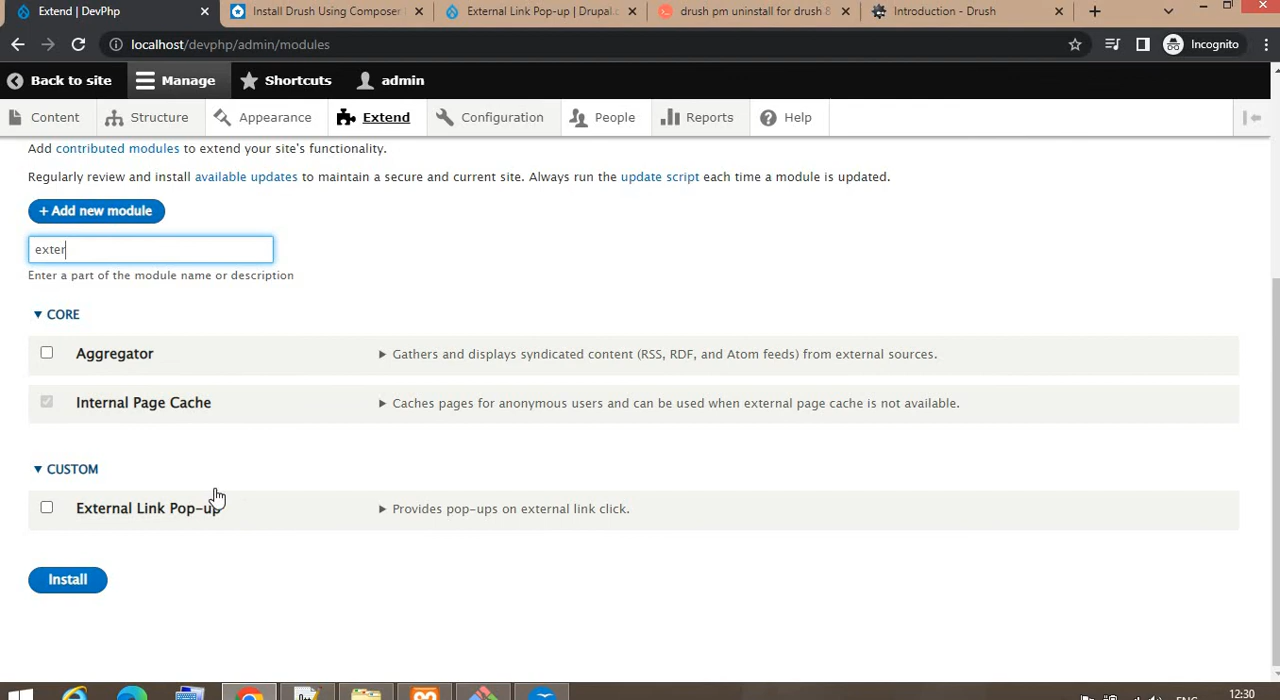 Extend | DevPhp
Install Drush Using Composer
External Link Pop-up | Drupal.c
drush pm uninstall for drush 8
Introduction - Drush
localhost/devphp/admin/modules
Incognito
Back to site
Manage
Shortcuts
admin
Content
Structure
Appearance
Extend
Configuration
People
Reports
Help
Add contributed modules to extend your site's functionality.
Regularly review and install available updates to maintain a secure and current site. Always run the update script each time a module is updated.
+ Add new module
exter
Enter a part of the module name or description
▼ CORE
Aggregator
Gathers and displays syndicated content (RSS, RDF, and Atom feeds) from external sources.
Internal Page Cache
Caches pages for anonymous users and can be used when external page cache is not available.
▼ CUSTOM
External Link Pop-up
Provides pop-ups on external link click.
Install
12:30